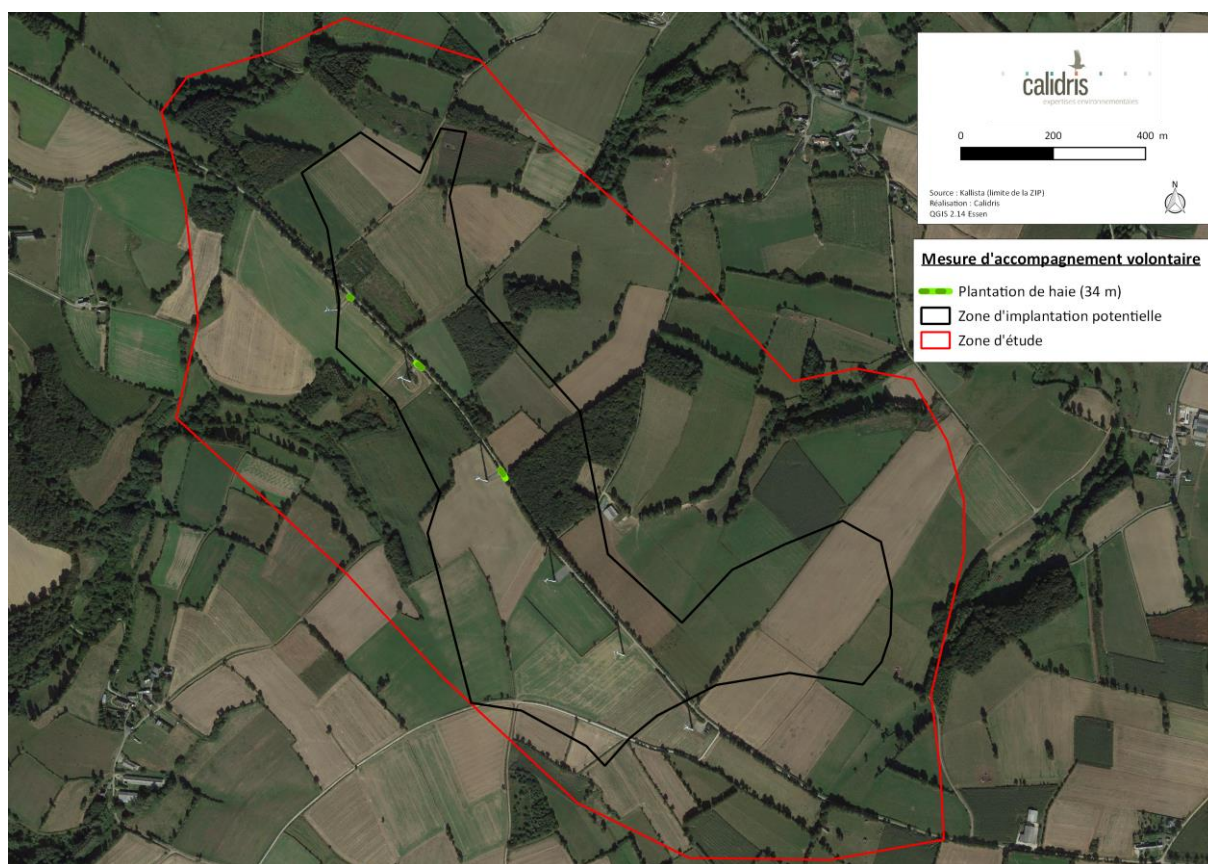 calidris
expertises environnementales
0 200 400 m
Source : Kallista (limite de la ZIP)
Réalisation : Calidris
QGIS 2.14 Essen
N
Mesure d'accompagnement volontaire
Plantation de haie (34 m)
Zone d'implantation potentielle
Zone d'étude